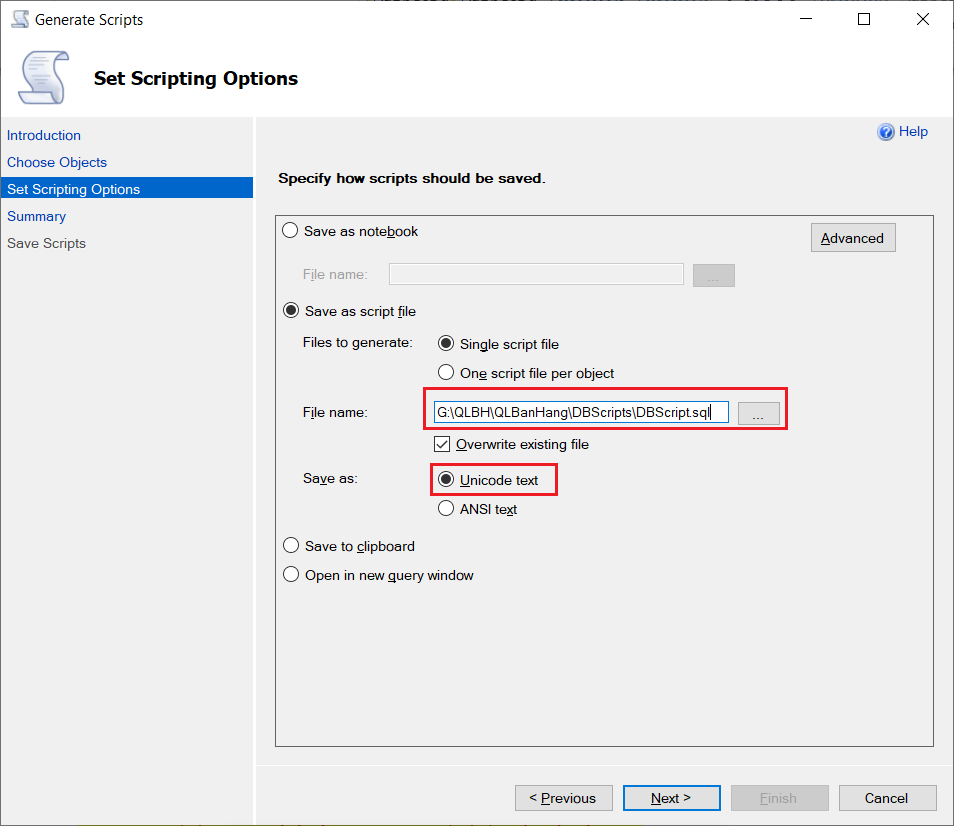 Generate Scripts
Set Scripting Options
Introduction
Choose Objects
Set Scripting Options
Summary
Save Scripts
Help
Specify how scripts should be saved.
Save as notebook
Advanced
File name:
...
Save as script file
Files to generate:
Single script file
One script file per object
File name:
G:\QLBH\QLBanHang\DBScripts\DBScript.sql
...
Overwrite existing file
Save as:
Unicode text
ANSI text
Save to clipboard
Open in new query window
< Previous
Next >
Finish
Cancel